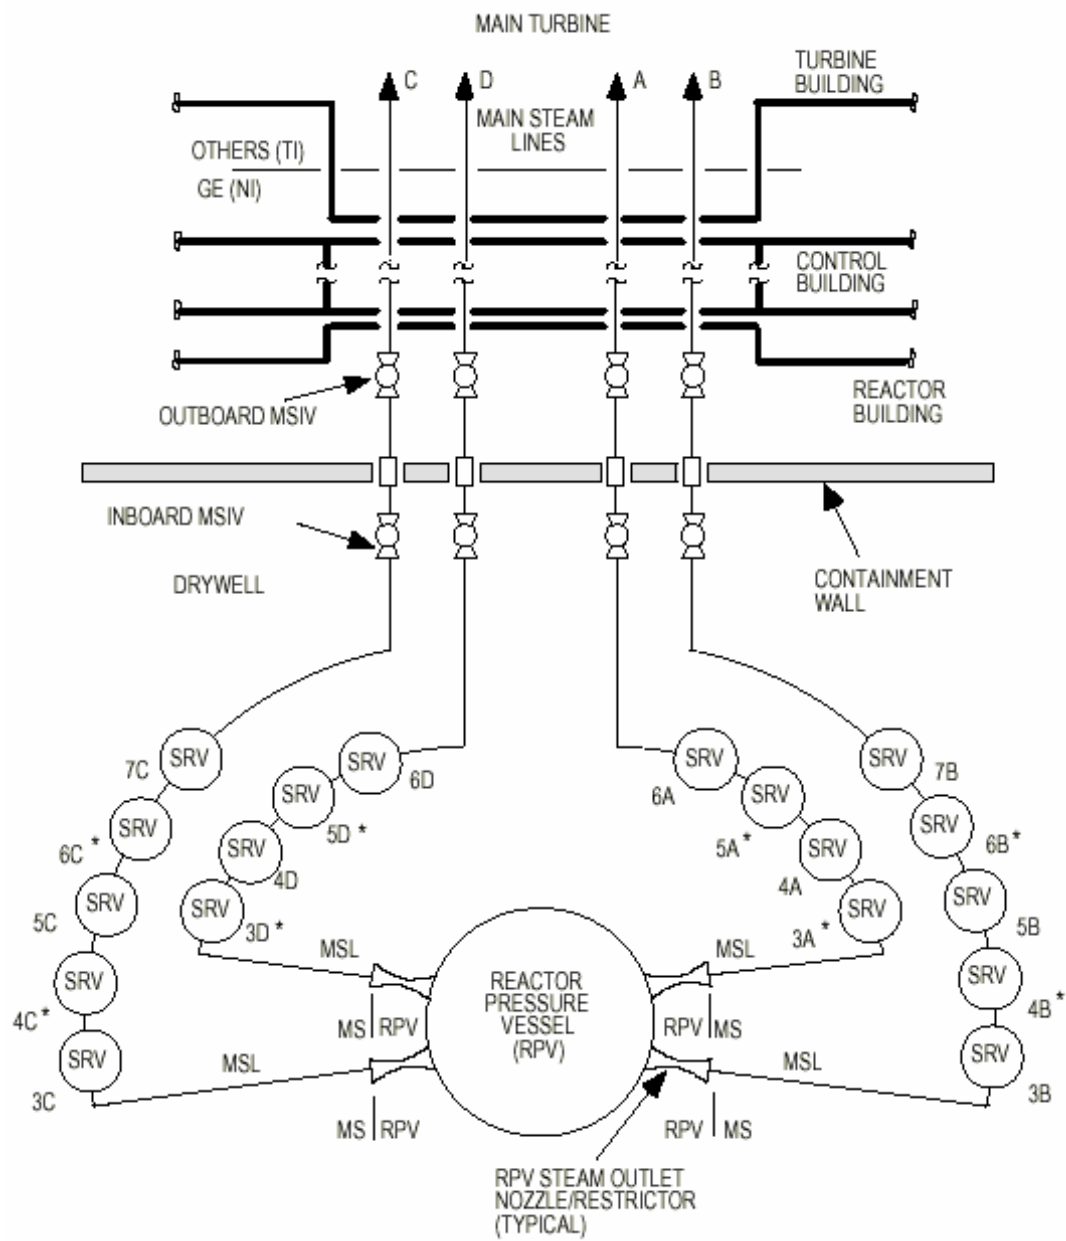 MAIN TURBINE
C
D
A
B
TURBINE
BUILDING
MAIN STEAM
LINES
OTHERS (TI)
GE (NI)
CONTROL
BUILDING
OUTBOARD MSIV
REACTOR
BUILDING
INBOARD MSIV
DRYWELL
CONTAINMENT
WALL
SRV
7C
SRV
6D
SRV
6A
SRV
7B
SRV
6C *
SRV
5D *
SRV
5A *
SRV
6B *
SRV
5C
SRV
4D
SRV
4A
SRV
5B
SRV
3D *
SRV
3A *
SRV
4C *
MSL
MSL
SRV
4B *
REACTOR
PRESSURE
VESSEL
(RPV)
MS | RPV
RPV | MS
SRV
3C
MSL
MSL
SRV
3B
MS | RPV
RPV | MS
RPV STEAM OUTLET
NOZZLE/RESTRICTOR
(TYPICAL)